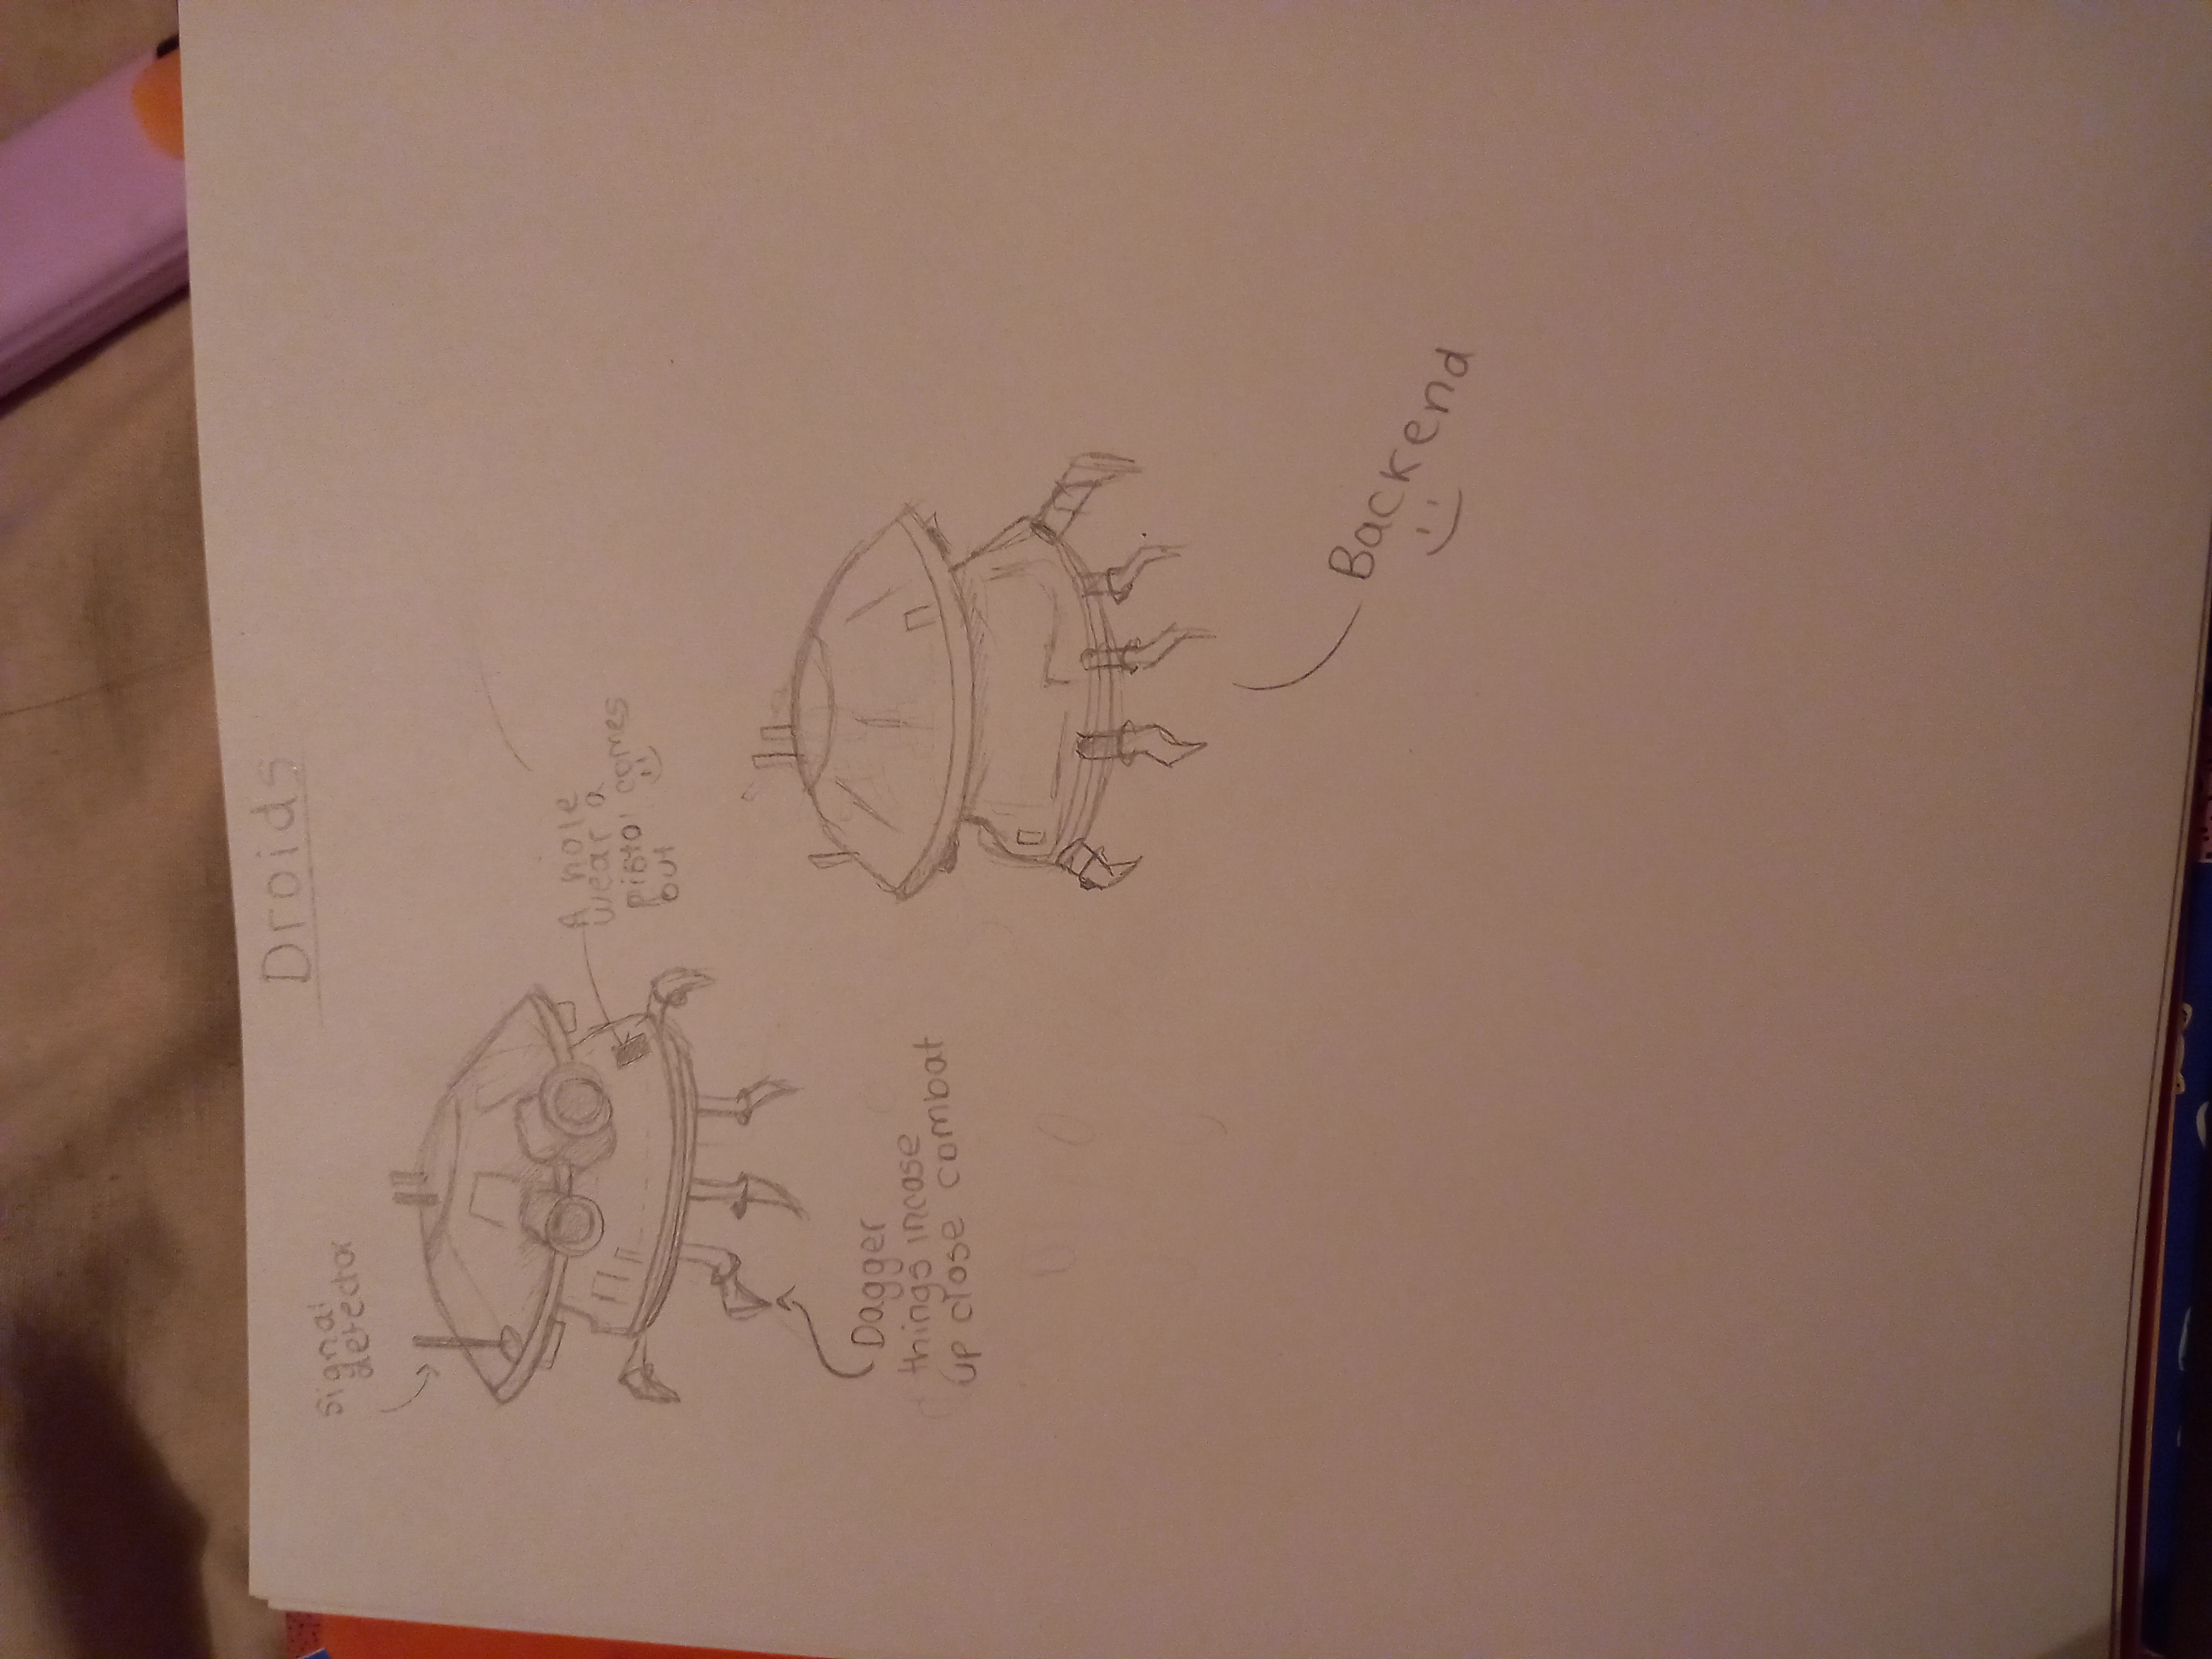 Droids
Signal
detector
A hole
wear a
pistol comes
out
Dagger
things incase
up close combat
Backend